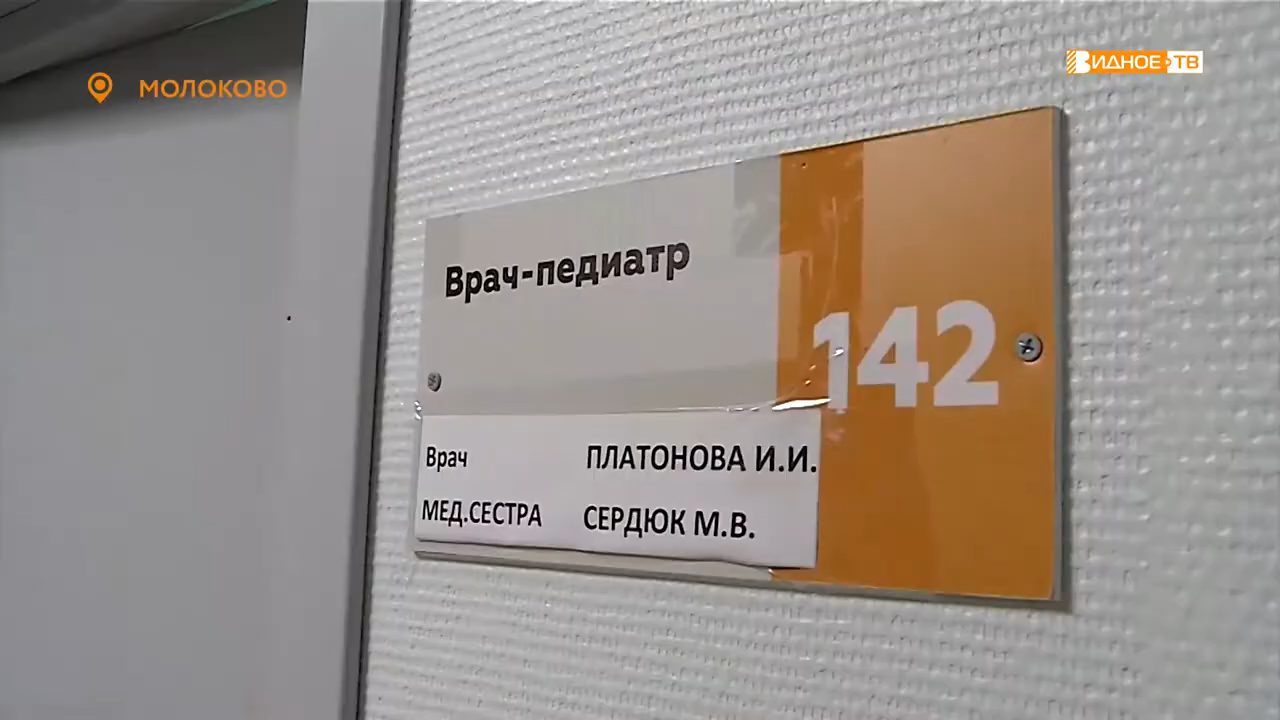 МОЛОКОВО
ВИДНОЕ-ТВ
Врач-педиатр
142
Врач ПЛАТОНОВА И.И.
МЕД.СЕСТРА СЕРДЮК М.В.